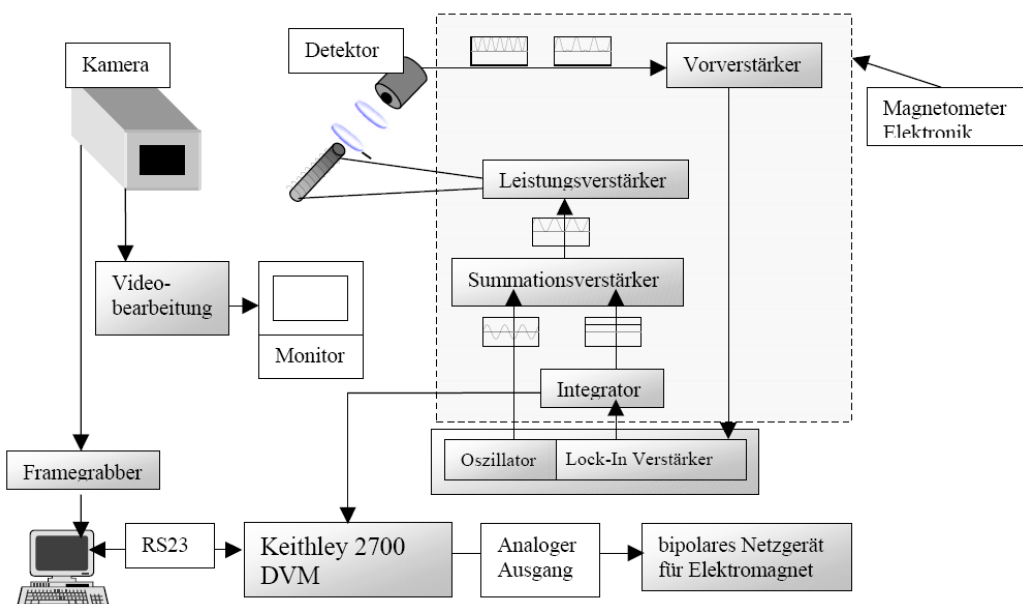 Kamera
Detektor
Vorverstärker
Magnetometer
Elektronik
Leistungsverstärker
Summationsverstärker
Video-
bearbeitung
Monitor
Integrator
Oszillator
Lock-In Verstärker
Framegrabber
RS23
Keithley 2700
DVM
Analoger
Ausgang
bipolares Netzgerät
für Elektromagnet